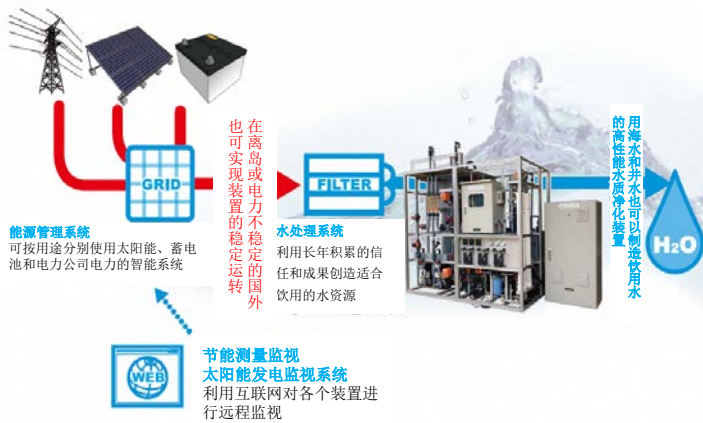 GRID
能源管理系统
可按用途分别使用太阳能、蓄电
池和电力公司电力的智能系统
在离岛或电力不稳定的国外
也可实现装置的稳定运转
FILTER
水处理系统
利用长年积累的信
任和成果创造适合
饮用的水资源
用海水和井水也可以制造饮用水
的高性能水质净化装置
H₂O
WEB
节能测量监视
太阳能发电监视系统
利用互联网对各个装置进
行远程监视